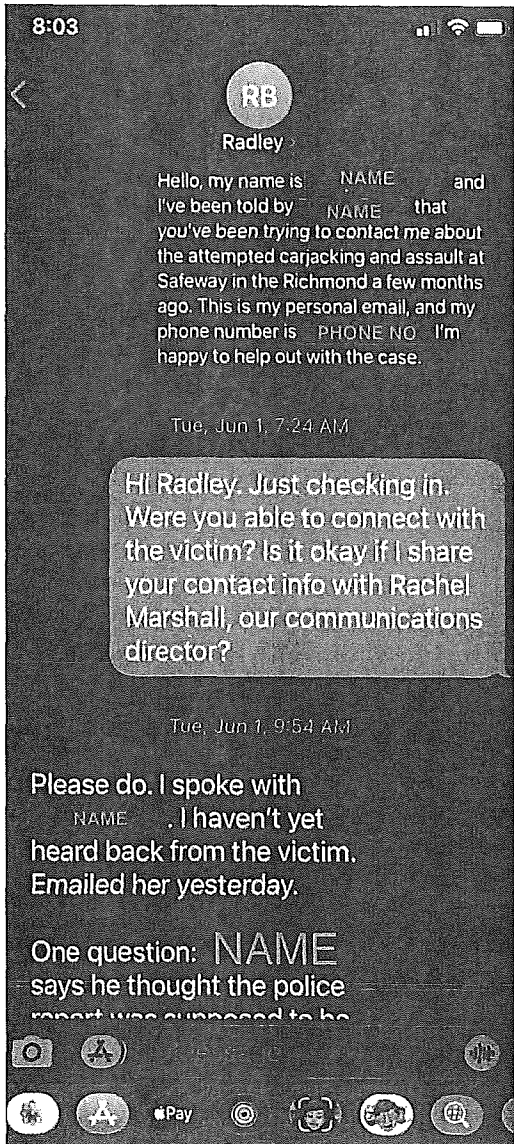 8:03
RB
Radley
Hello, my name is NAME and
I've been told by NAME that
you've been trying to contact me about
the attempted carjacking and assault at
Safeway in the Richmond a few months
ago. This is my personal email, and my
phone number is PHONE NO I'm
happy to help out with the case.
Tue, Jun 1, 7:24 AM
Hi Radley. Just checking in.
Were you able to connect with
the victim? Is it okay if I share
your contact info with Rachel
Marshall, our communications
director?
Tue, Jun 1, 9:54 AM
Please do. I spoke with
NAME . I haven't yet
heard back from the victim.
Emailed her yesterday.
One question: NAME
says he thought the police
report was supposed to be
Pay